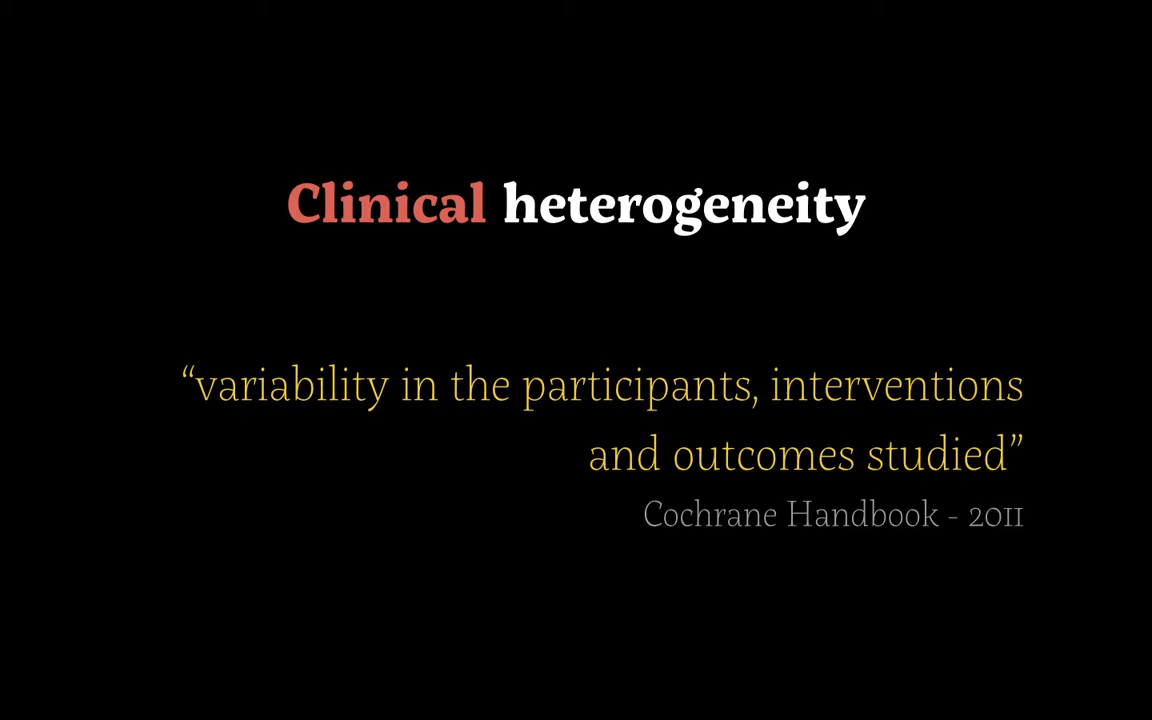 Clinical heterogeneity
“variability in the participants, interventions
and outcomes studied”
Cochrane Handbook - 2011